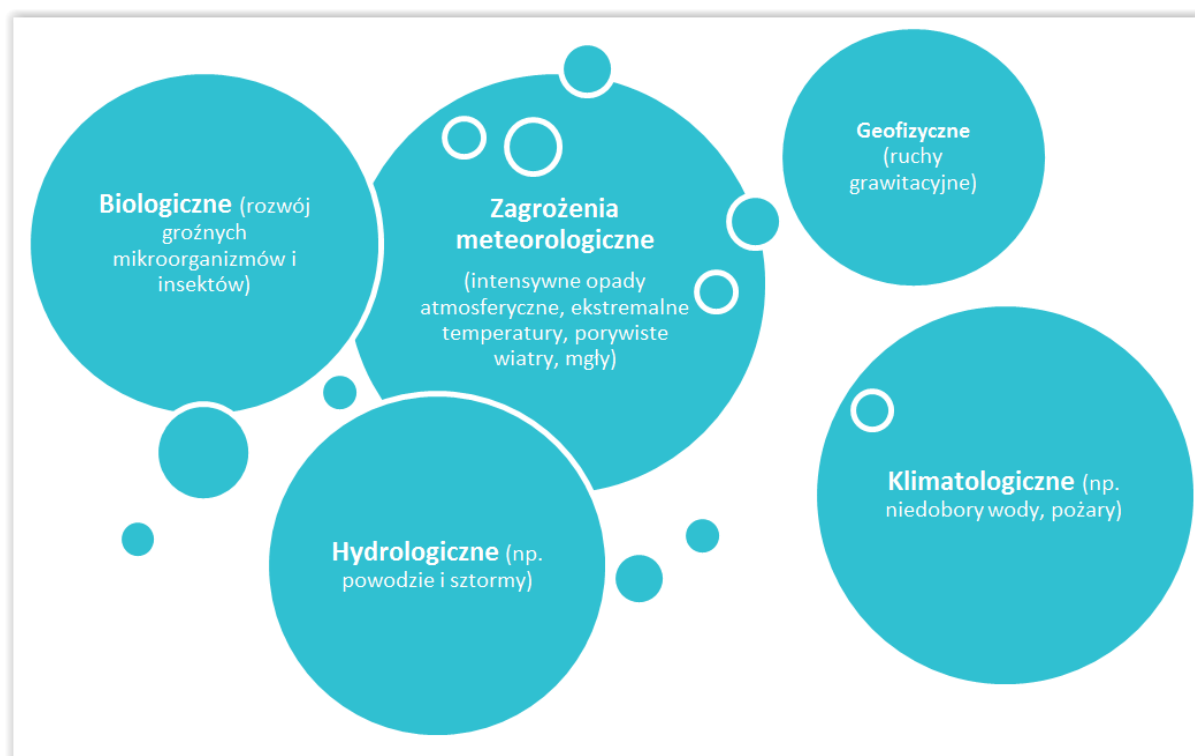 Biologiczne (rozwój
groźnych
mikroorganizmów i
insektów)
Zagrożenia
meteorologiczne
(intensywne opady
atmosferyczne, ekstremalne
temperatury, porywiste
wiatry, mgły)
Geofizyczne
(ruchy
grawitacyjne)
Hydrologiczne (np.
powodzie i sztormy)
Klimatologiczne (np.
niedobory wody, pożary)